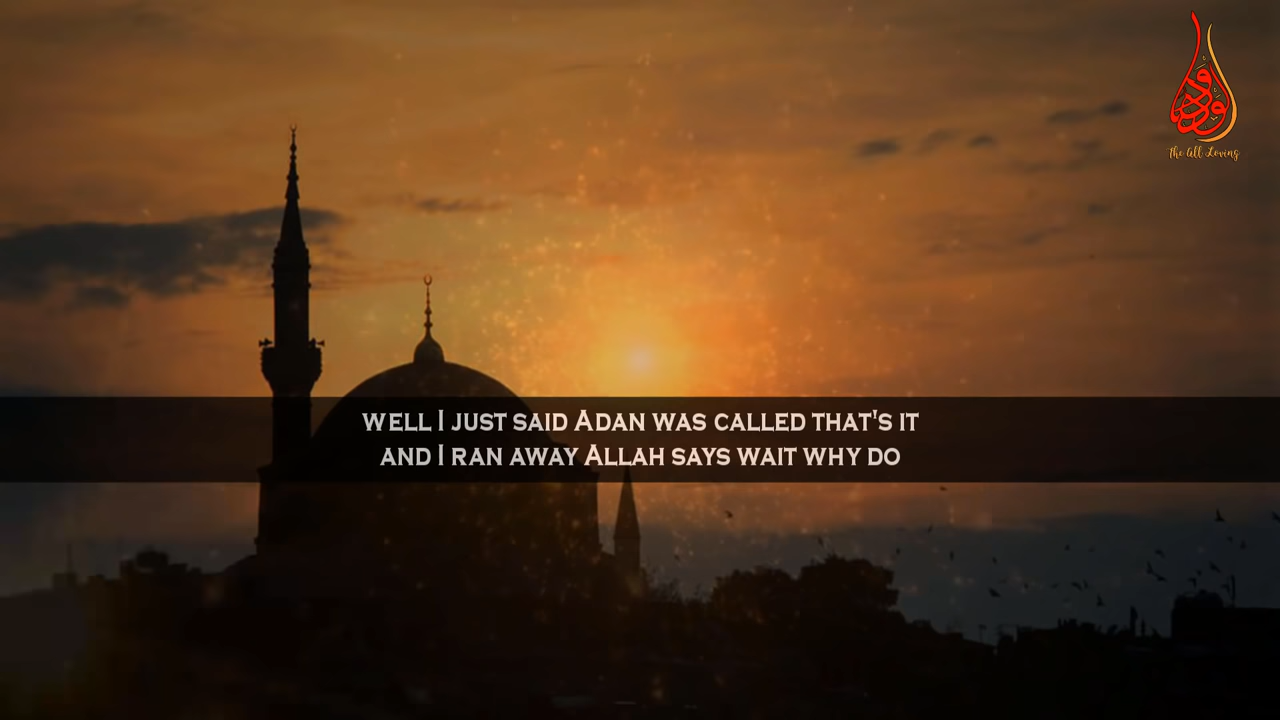 الودود
The All Loving
WELL I JUST SAID ADAN WAS CALLED THAT'S IT
AND I RAN AWAY ALLAH SAYS WAIT WHY DO